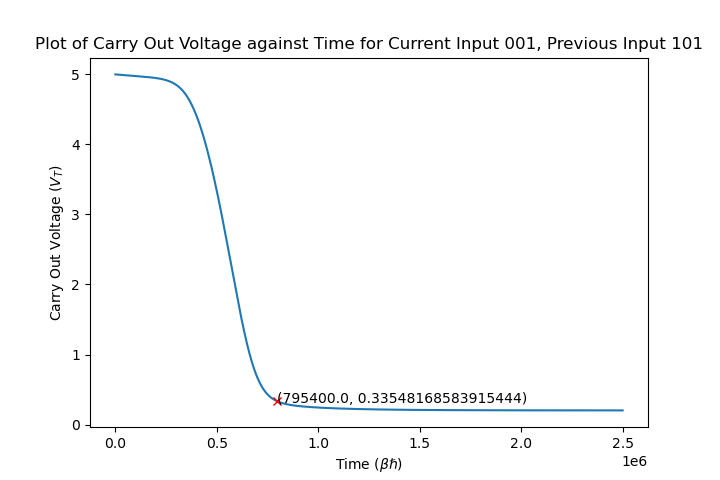 Plot of Carry Out Voltage against Time for Current Input 001, Previous Input 101
5
4
3
2
1
0
Carry Out Voltage (V_T)
(795400.0, 0.33548168583915444)
0.0 0.5 1.0 1.5 2.0 2.5
1e6
Time (βħ)